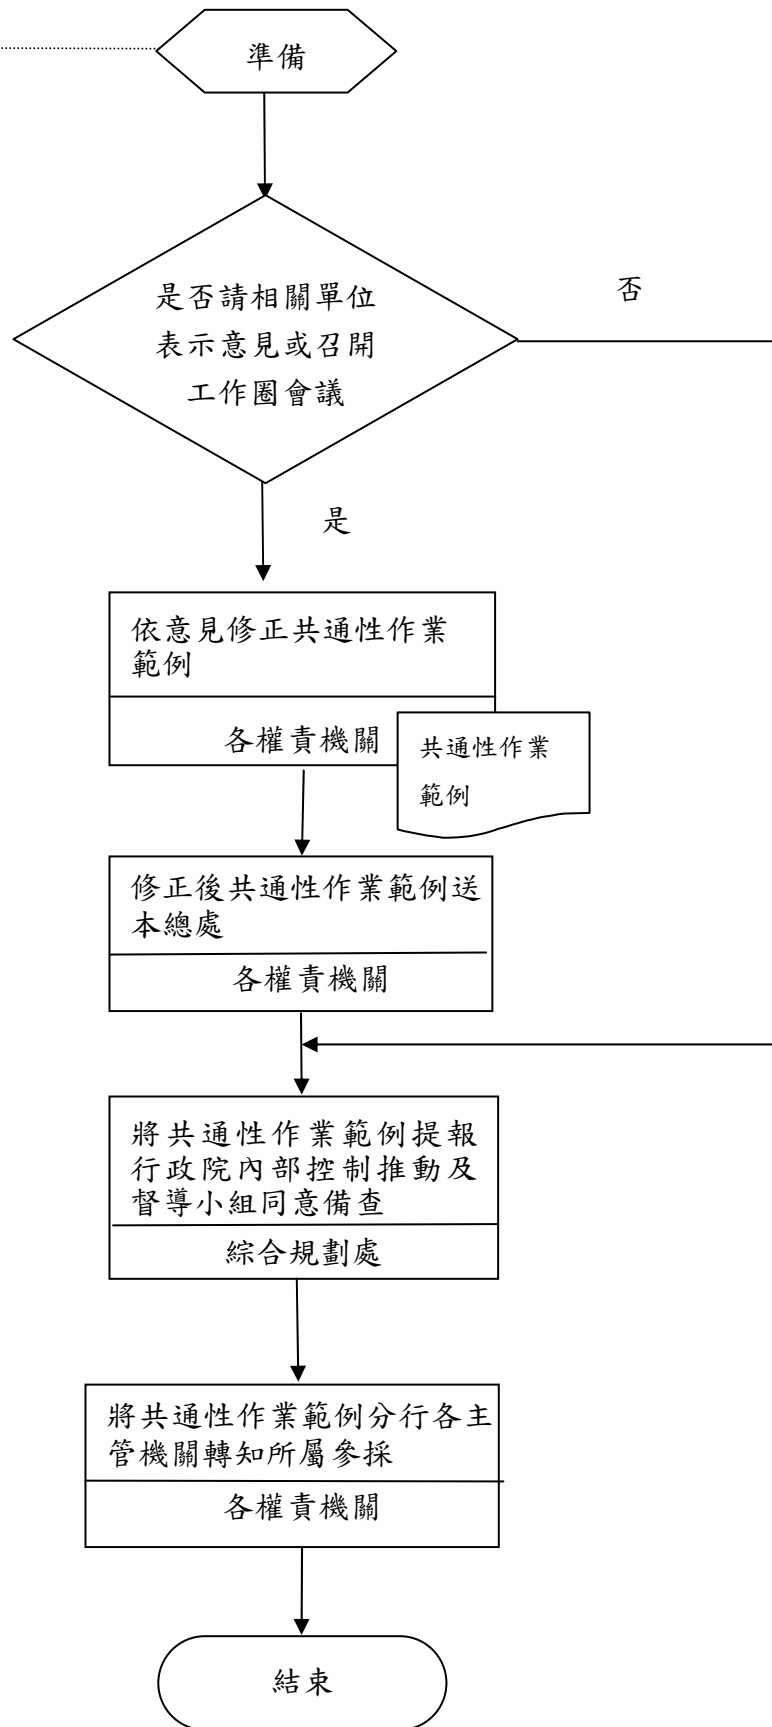 準備
是否請相關單位
表示意見或召開
工作圈會議
否
是
依意見修正共通性作業
範例
各權責機關
共通性作業
範例
修正後共通性作業範例送
本總處
各權責機關
將共通性作業範例提報
行政院內部控制推動及
督導小組同意備查
綜合規劃處
將共通性作業範例分行各主
管機關轉知所屬參採
各權責機關
結束